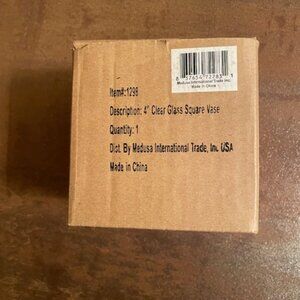 Medusa International Trade Inc.
Made in China
Item#:1298
Description: 4" Clear Glass Square Vase
Quantity: 1
Dist. By Medusa International Trade, Inc. USA
Made in China